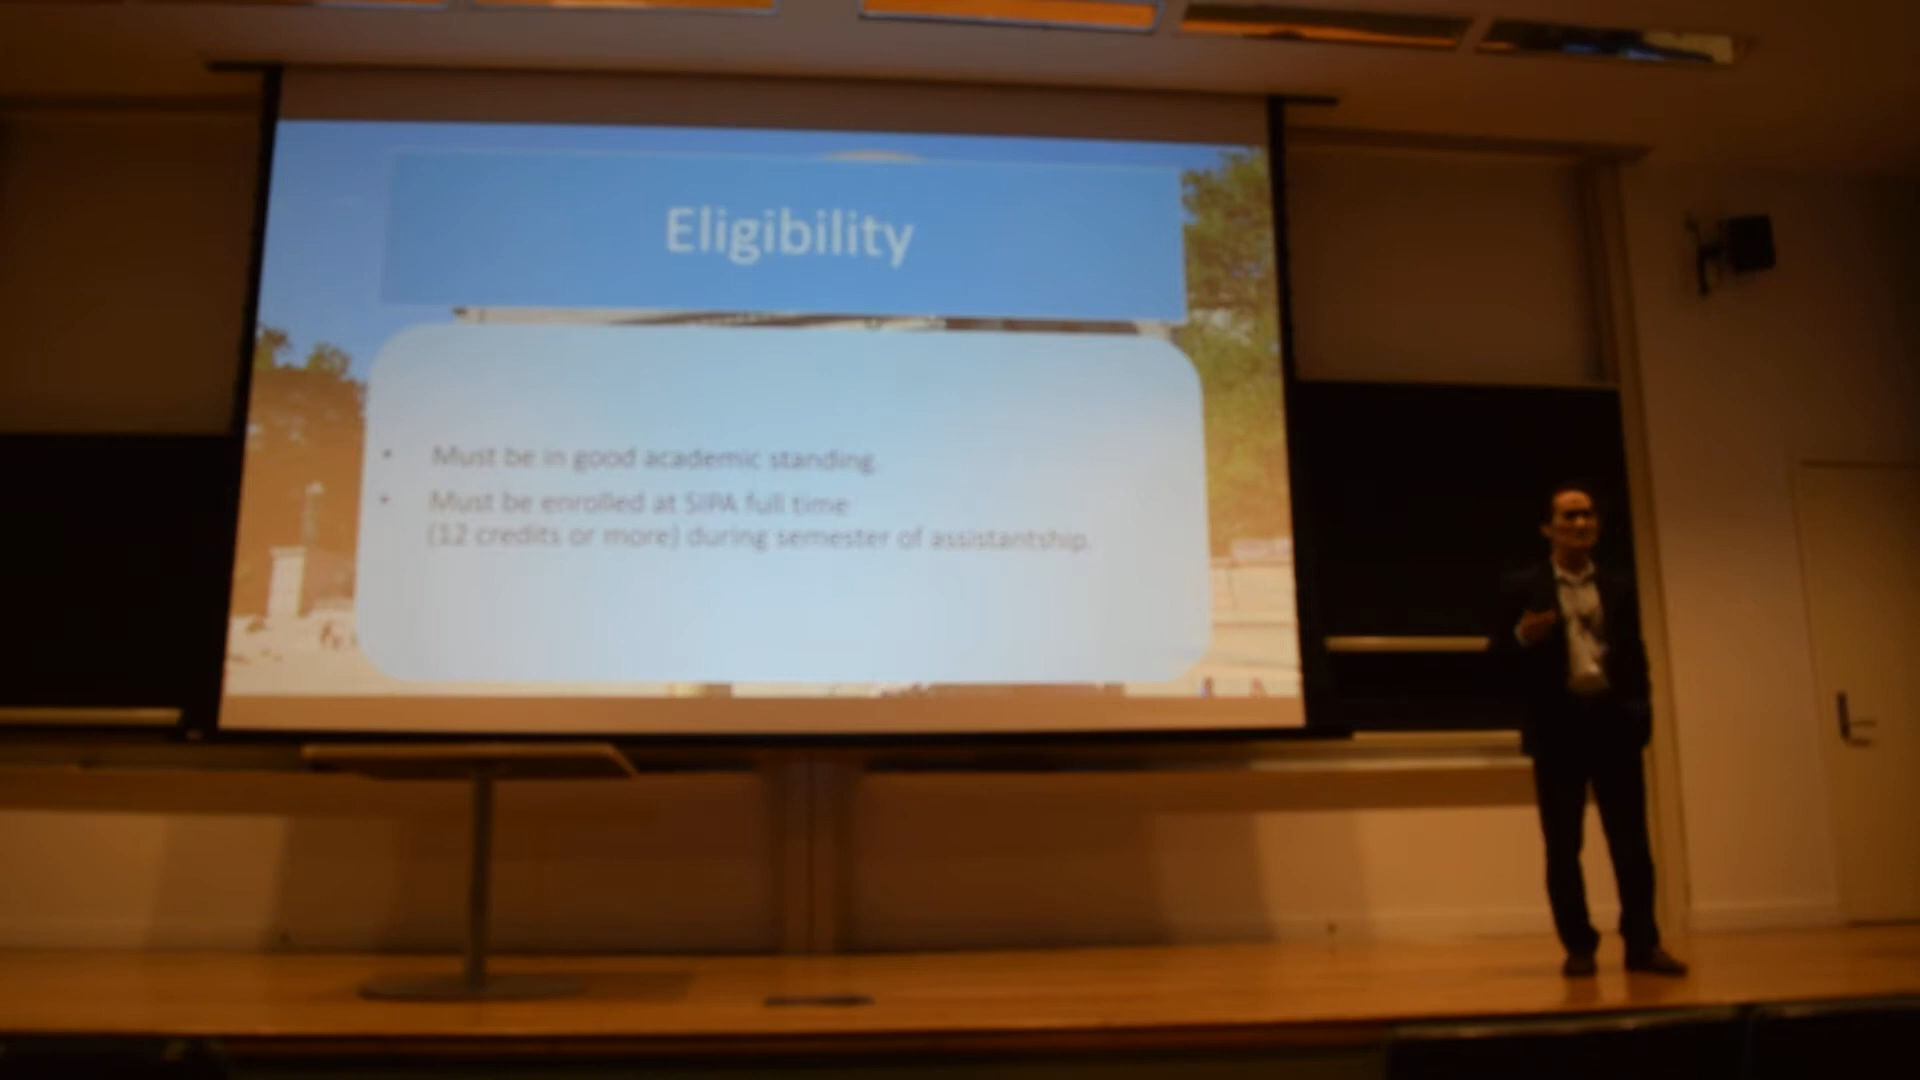 Eligibility
• Must be in good academic standing.
• Must be enrolled at SIPA full time
(12 credits or more) during semester of assistantship.